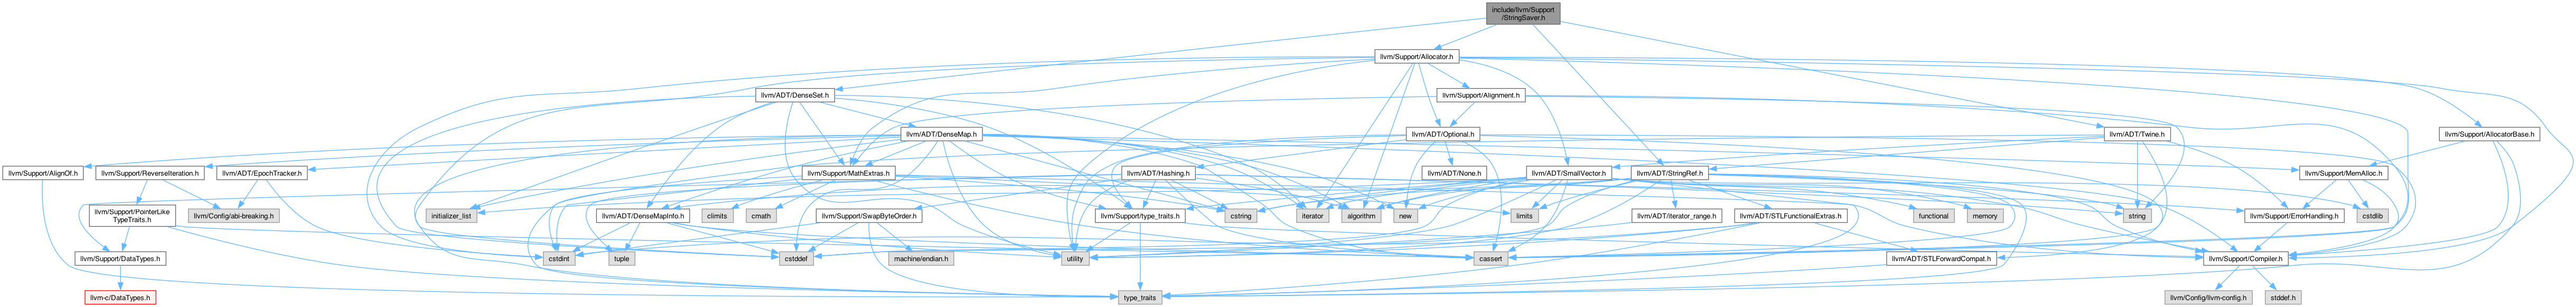 include/llvm/Support
/StringSaver.h
llvm/Support/Allocator.h
llvm/ADT/DenseSet.h
llvm/Support/Alignment.h
llvm/ADT/DenseMap.h
llvm/ADT/Optional.h
llvm/ADT/Twine.h
llvm/Support/AllocatorBase.h
llvm/Support/AlignOf.h
llvm/Support/ReverseIteration.h
llvm/ADT/EpochTracker.h
llvm/Support/MathExtras.h
llvm/ADT/Hashing.h
llvm/ADT/None.h
llvm/ADT/SmallVector.h
llvm/ADT/StringRef.h
llvm/Support/MemAlloc.h
llvm/Support/PointerLike
TypeTraits.h
llvm/Config/abi-breaking.h
initializer_list
llvm/ADT/DenseMapInfo.h
climits
cmath
llvm/Support/SwapByteOrder.h
llvm/Support/type_traits.h
cstring
iterator
algorithm
new
limits
llvm/ADT/iterator_range.h
llvm/ADT/STLFunctionalExtras.h
functional
memory
string
llvm/Support/ErrorHandling.h
cstdlib
llvm/Support/DataTypes.h
cstdint
tuple
cstddef
machine/endian.h
utility
cassert
llvm/ADT/STLForwardCompat.h
llvm/Support/Compiler.h
llvm-c/DataTypes.h
type_traits
llvm/Config/llvm-config.h
stddef.h